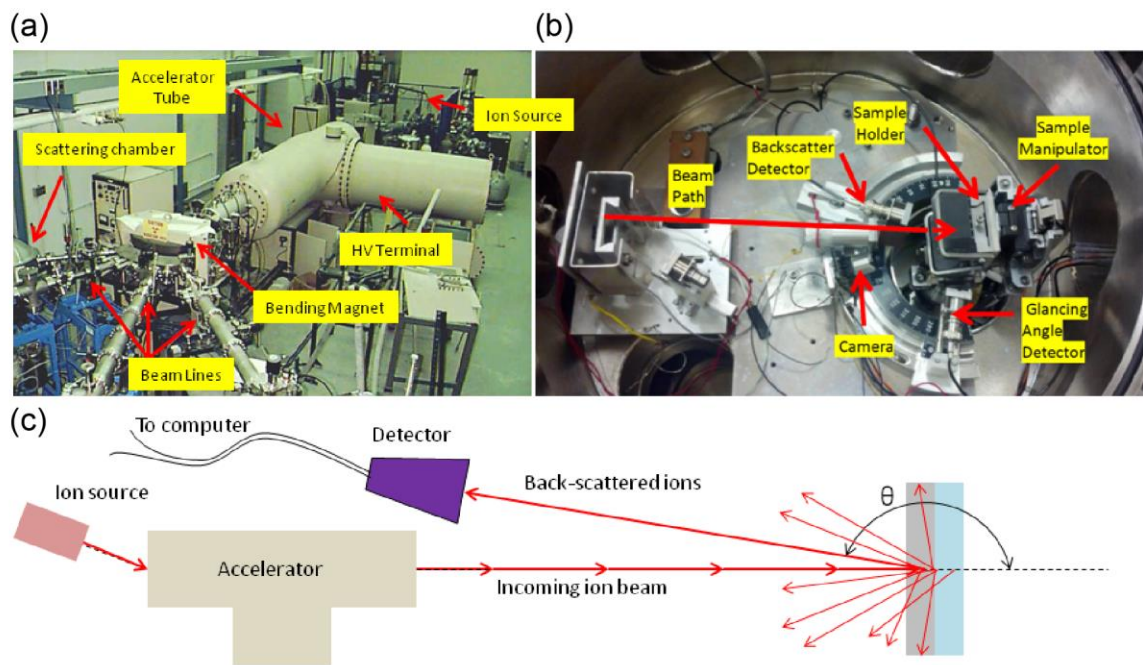 (a)
Accelerator
Tube
Ion Source
Scattering chamber
HV Terminal
Bending Magnet
Beam Lines
(b)
Sample
Holder
Sample
Manipulator
Backscatter
Detector
Beam
Path
Camera
Glancing
Angle
Detector
(c)
To computer
Detector
Ion source
Back-scattered ions
θ
Accelerator
Incoming ion beam